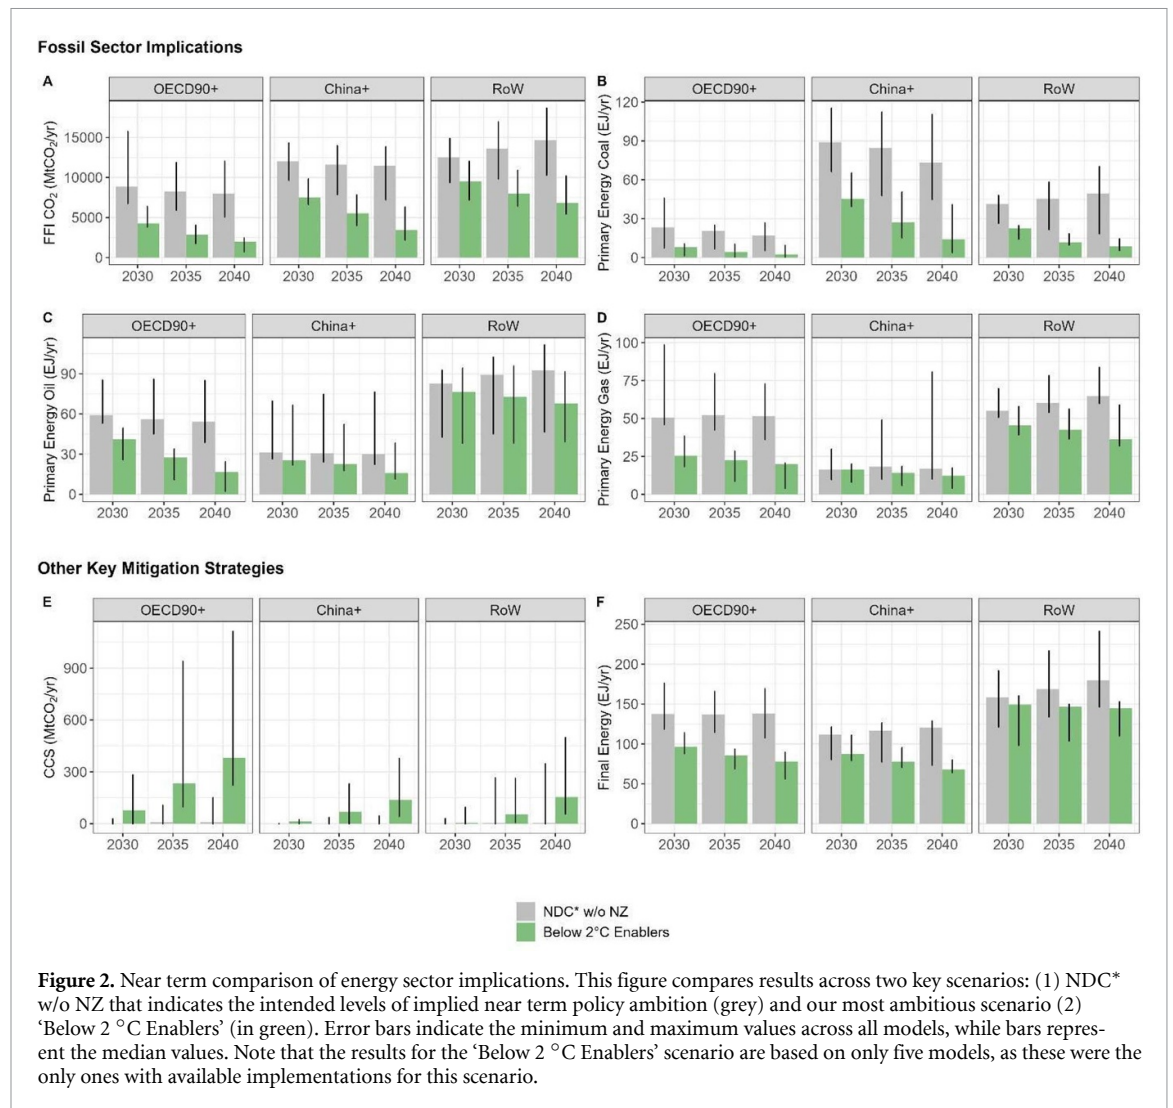 Fossil Sector Implications
A
OECD90+ China+ RoW
FFI CO₂ (MtCO₂/yr)
15000
10000
5000
0
2030 2035 2040 2030 2035 2040 2030 2035 2040
B
OECD90+ China+ RoW
Primary Energy Coal (EJ/yr)
120
90
60
30
0
2030 2035 2040 2030 2035 2040 2030 2035 2040
C
OECD90+ China+ RoW
Primary Energy Oil (EJ/yr)
90
60
30
0
2030 2035 2040 2030 2035 2040 2030 2035 2040
D
OECD90+ China+ RoW
Primary Energy Gas (EJ/yr)
100
75
50
25
0
2030 2035 2040 2030 2035 2040 2030 2035 2040
Other Key Mitigation Strategies
E
OECD90+ China+ RoW
CCS (MtCO₂/yr)
900
600
300
0
2030 2035 2040 2030 2035 2040 2030 2035 2040
F
OECD90+ China+ RoW
Final Energy (EJ/yr)
250
200
150
100
50
0
2030 2035 2040 2030 2035 2040 2030 2035 2040
NDC* w/o NZ
Below 2°C Enablers
Figure 2. Near term comparison of energy sector implications. This figure compares results across two key scenarios: (1) NDC*
w/o NZ that indicates the intended levels of implied near term policy ambition (grey) and our most ambitious scenario (2)
‘Below 2 °C Enablers’ (in green). Error bars indicate the minimum and maximum values across all models, while bars repres-
ent the median values. Note that the results for the ‘Below 2 °C Enablers’ scenario are based on only five models, as these were the
only ones with available implementations for this scenario.